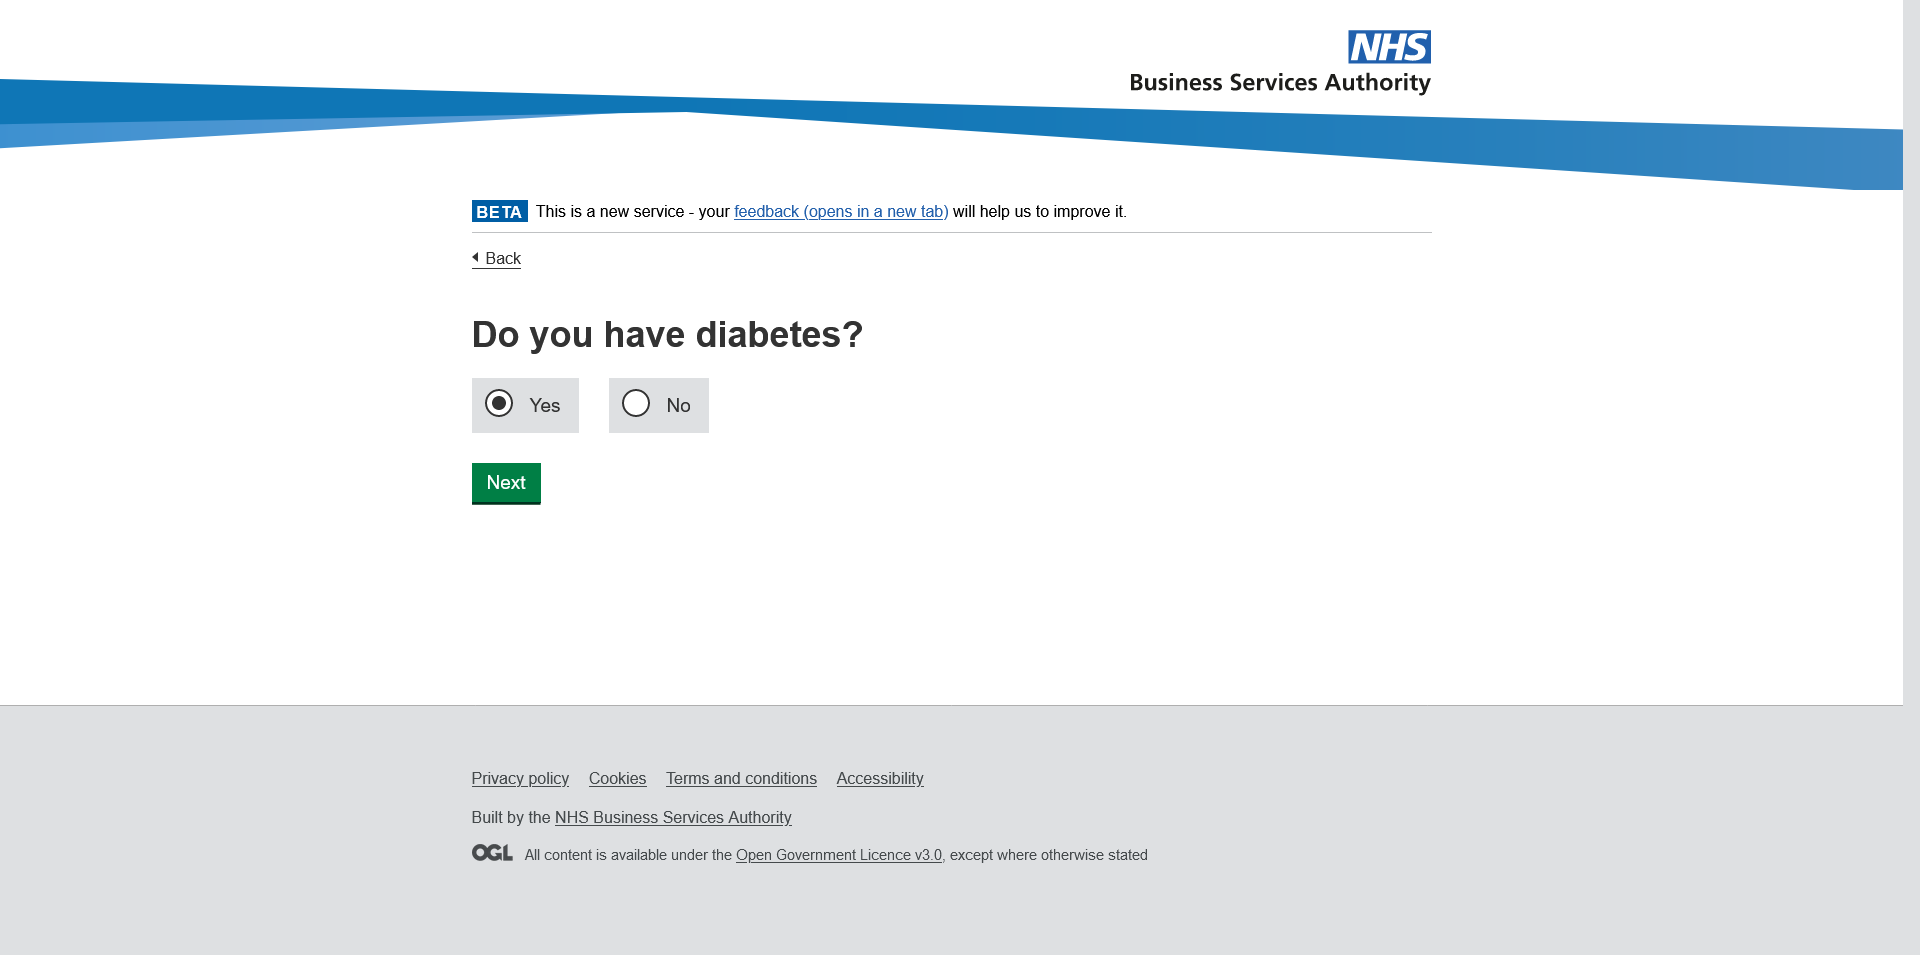 NHS
Business Services Authority
BETA This is a new service - your feedback (opens in a new tab) will help us to improve it.
Back
Do you have diabetes?
Yes No
Next
Privacy policy Cookies Terms and conditions Accessibility
Built by the NHS Business Services Authority
OGL All content is available under the Open Government Licence v3.0, except where otherwise stated